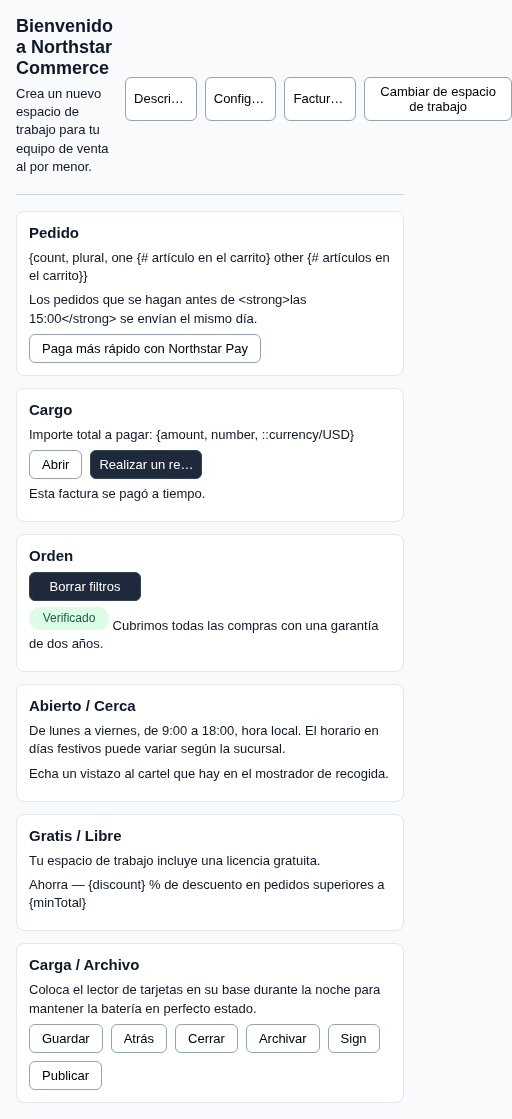 Bienvenido
a Northstar
Commerce
Crea un nuevo
espacio de
trabajo para tu
equipo de venta
al por menor.
Descri…
Config…
Factur…
Cambiar de espacio
de trabajo
Pedido
{count, plural, one {# artículo en el carrito} other {# artículos en
el carrito}}
Los pedidos que se hagan antes de <strong>las
15:00</strong> se envían el mismo día.
Paga más rápido con Northstar Pay
Cargo
Importe total a pagar: {amount, number, ::currency/USD}
Abrir
Realizar un re…
Esta factura se pagó a tiempo.
Orden
Borrar filtros
Verificado Cubrimos todas las compras con una garantía
de dos años.
Abierto / Cerca
De lunes a viernes, de 9:00 a 18:00, hora local. El horario en
días festivos puede variar según la sucursal.
Echa un vistazo al cartel que hay en el mostrador de recogida.
Gratis / Libre
Tu espacio de trabajo incluye una licencia gratuita.
Ahorra — {discount} % de descuento en pedidos superiores a
{minTotal}
Carga / Archivo
Coloca el lector de tarjetas en su base durante la noche para
mantener la batería en perfecto estado.
Guardar
Atrás
Cerrar
Archivar
Sign
Publicar